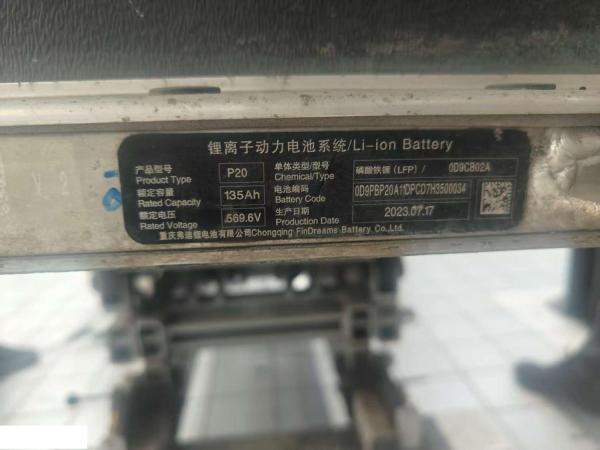 锂离子动力电池系统/Li-ion Battery
产品型号 P20 单体类型/型号 磷酸铁锂（LFP）/ 0D9CB02A
Product Type Chemical/Type
额定容量 135Ah 电池编码 0D9PBP20A11DPCD7H3500034
Rated Capacity Battery Code
额定电压 569.6V 生产日期 2023.07.17
Rated Voltage Production Date
重庆弗迪锂电池有限公司Chongqing FinDreams Battery Co.,Ltd.